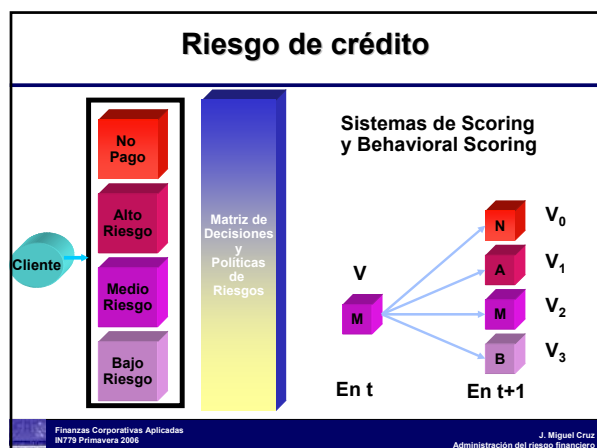 Riesgo de crédito
Cliente
No
Pago
Alto
Riesgo
Medio
Riesgo
Bajo
Riesgo
Matriz de
Decisiones
y
Políticas
de
Riesgos
Sistemas de Scoring
y Behavioral Scoring
V
M
En t
N
V0
A
V1
M
V2
B
V3
En t+1
Finanzas Corporativas Aplicadas
IN779 Primavera 2006
J. Miguel Cruz
Administración del riesgo financiero